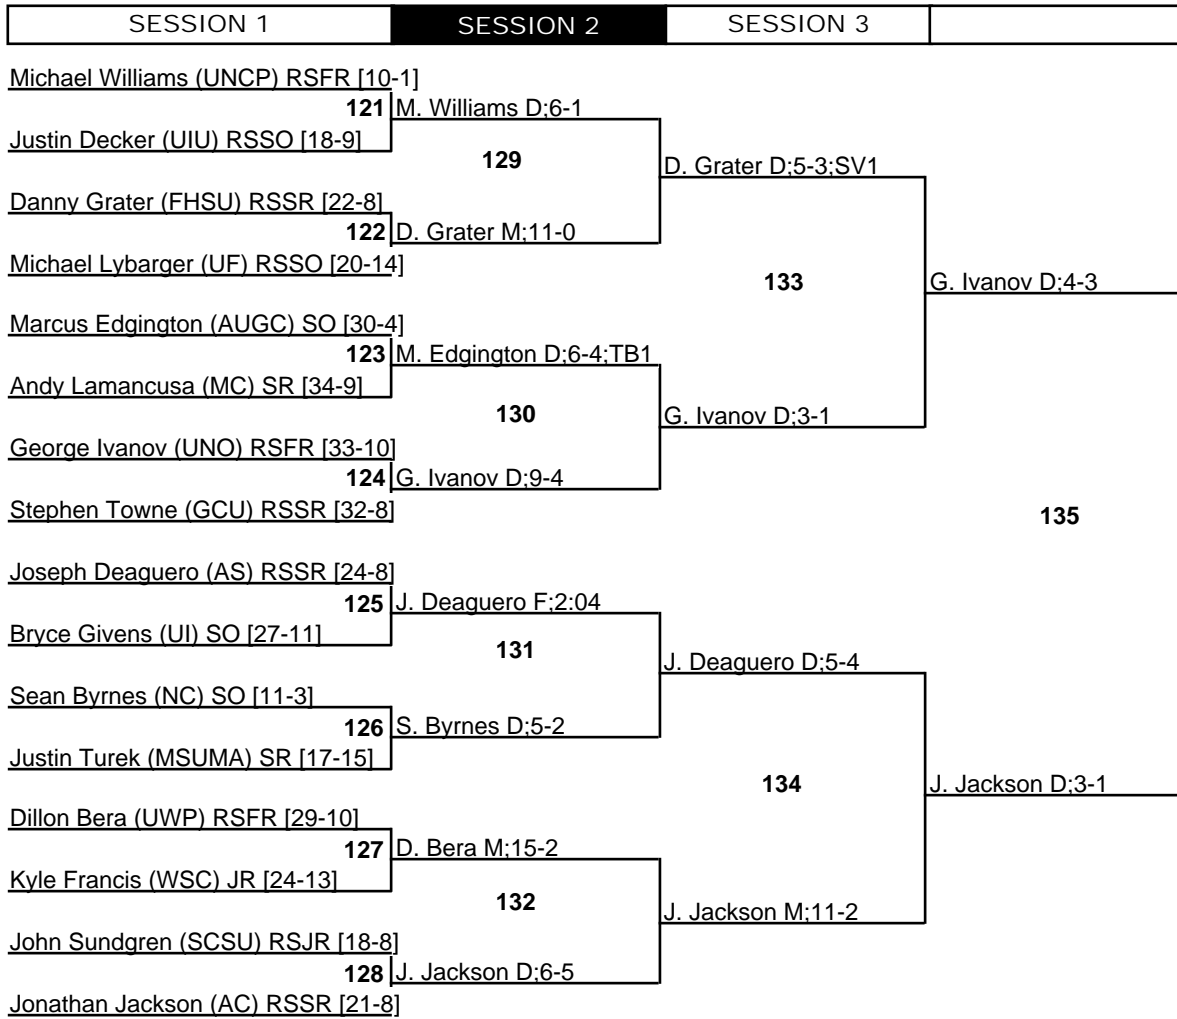 SESSION 1 SESSION 2 SESSION 3
Michael Williams (UNCP) RSFR [10-1]
121 M. Williams D;6-1
Justin Decker (UIU) RSSO [18-9]
129
D. Grater D;5-3;SV1
Danny Grater (FHSU) RSSR [22-8]
122 D. Grater M;11-0
Michael Lybarger (UF) RSSO [20-14]
133
G. Ivanov D;4-3
Marcus Edgington (AUGC) SO [30-4]
123 M. Edgington D;6-4;TB1
Andy Lamancusa (MC) SR [34-9]
130
G. Ivanov D;3-1
George Ivanov (UNO) RSFR [33-10]
124 G. Ivanov D;9-4
Stephen Towne (GCU) RSSR [32-8]
135
Joseph Deaguero (AS) RSSR [24-8]
125 J. Deaguero F;2:04
Bryce Givens (UI) SO [27-11]
131
J. Deaguero D;5-4
Sean Byrnes (NC) SO [11-3]
126 S. Byrnes D;5-2
Justin Turek (MSUMA) SR [17-15]
134
J. Jackson D;3-1
Dillon Bera (UWP) RSFR [29-10]
127 D. Bera M;15-2
Kyle Francis (WSC) JR [24-13]
132
J. Jackson M;11-2
John Sundgren (SCSU) RSJR [18-8]
128 J. Jackson D;6-5
Jonathan Jackson (AC) RSSR [21-8]